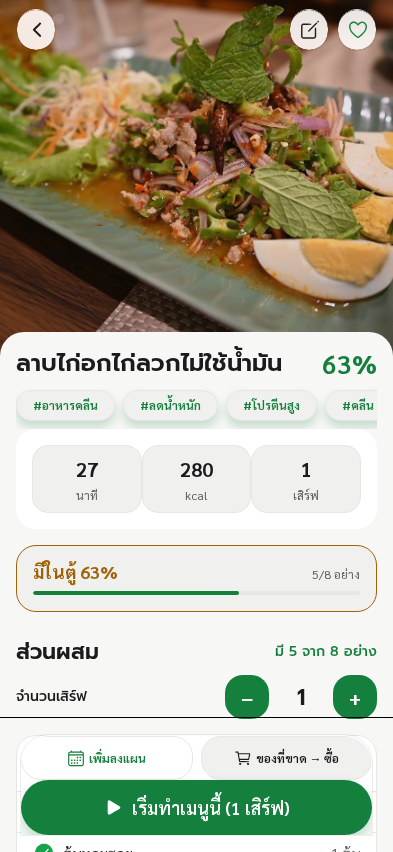 ลาบไก่อกไก่ลวกไม่ใช้น้ำมัน 63%
#อาหารคลีน #ลดน้ำหนัก #โปรตีนสูง #คลีน
27 280 1
นาที kcal เสิร์ฟ
มีในตู้ 63% 5/8 อย่าง
ส่วนผสม มี 5 จาก 8 อย่าง
จำนวนเสิร์ฟ – 1 +
เพิ่มลงแผน ของที่ขาด → ซื้อ
เริ่มทำเมนูนี้ (1 เสิร์ฟ)